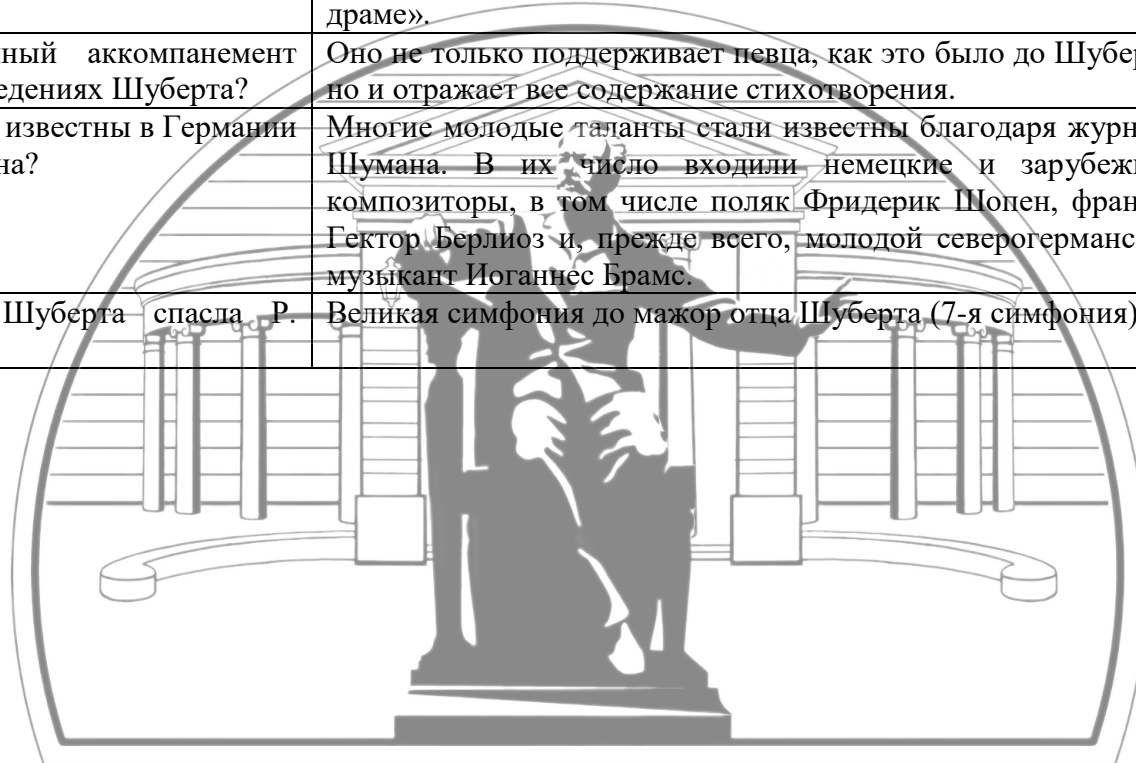 драме».
нный аккомпанемент
едениях Шуберта?
Оно не только поддерживает певца, как это было до Шубер
но и отражает все содержание стихотворения.
известны в Германии
на?
Многие молодые таланты стали известны благодаря журн
Шумана. В их число входили немецкие и зарубежн
композиторы, в том числе поляк Фридерик Шопен, фран
Гектор Берлиоз и, прежде всего, молодой северогерманс
музыкант Иоганнес Брамс.
Шуберта спасла Р.
Великая симфония до мажор отца Шуберта (7-я симфония)